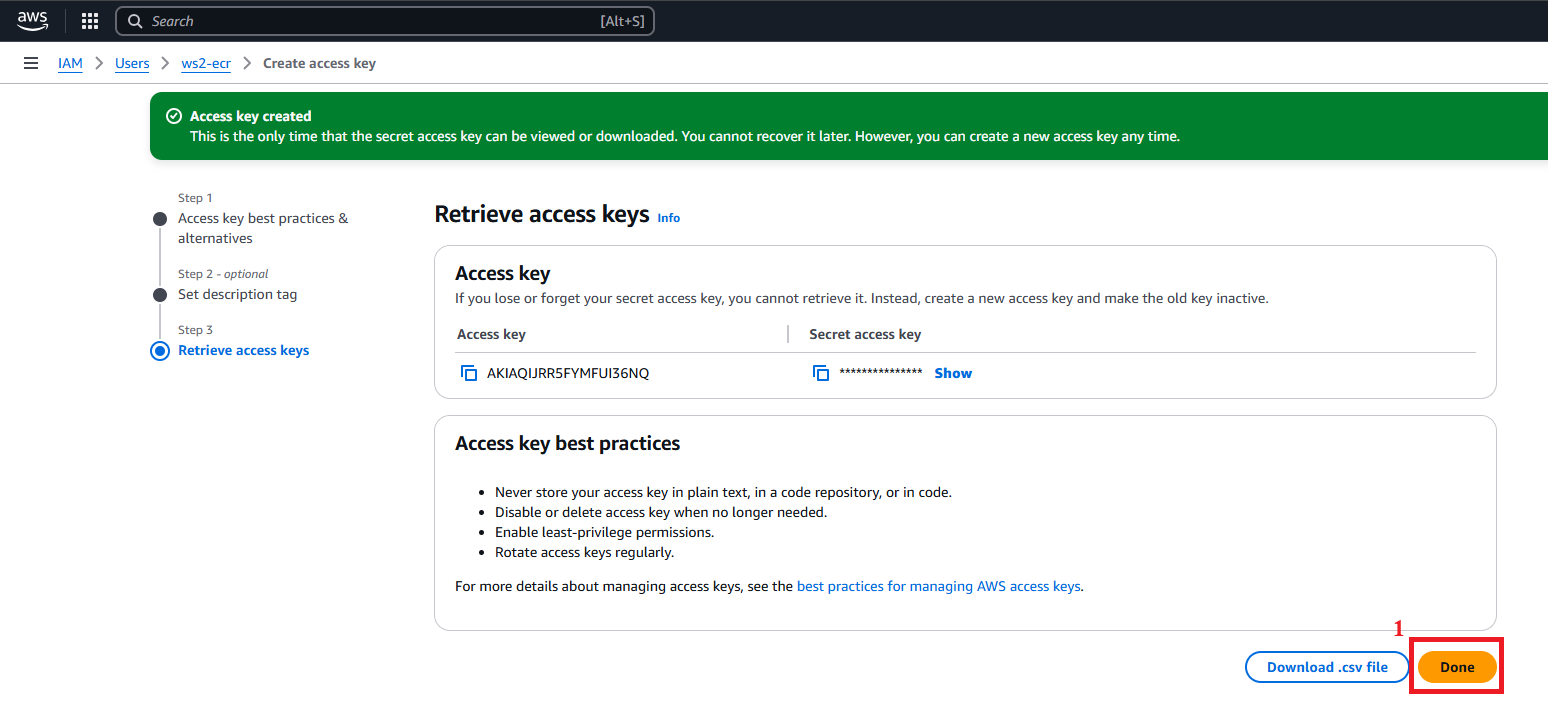 aws
Search
[Alt+S]
IAM > Users > ws2-ecr > Create access key
Access key created
This is the only time that the secret access key can be viewed or downloaded. You cannot recover it later. However, you can create a new access key any time.
Step 1
Access key best practices &
alternatives
Step 2 - optional
Set description tag
Step 3
Retrieve access keys
Retrieve access keys Info
Access key
If you lose or forget your secret access key, you cannot retrieve it. Instead, create a new access key and make the old key inactive.
Access key
Secret access key
AKIAQIJRR5FYMFUI36NQ
*************** Show
Access key best practices
• Never store your access key in plain text, in a code repository, or in code.
• Disable or delete access key when no longer needed.
• Enable least-privilege permissions.
• Rotate access keys regularly.
For more details about managing access keys, see the best practices for managing AWS access keys.
1
Download .csv file
Done